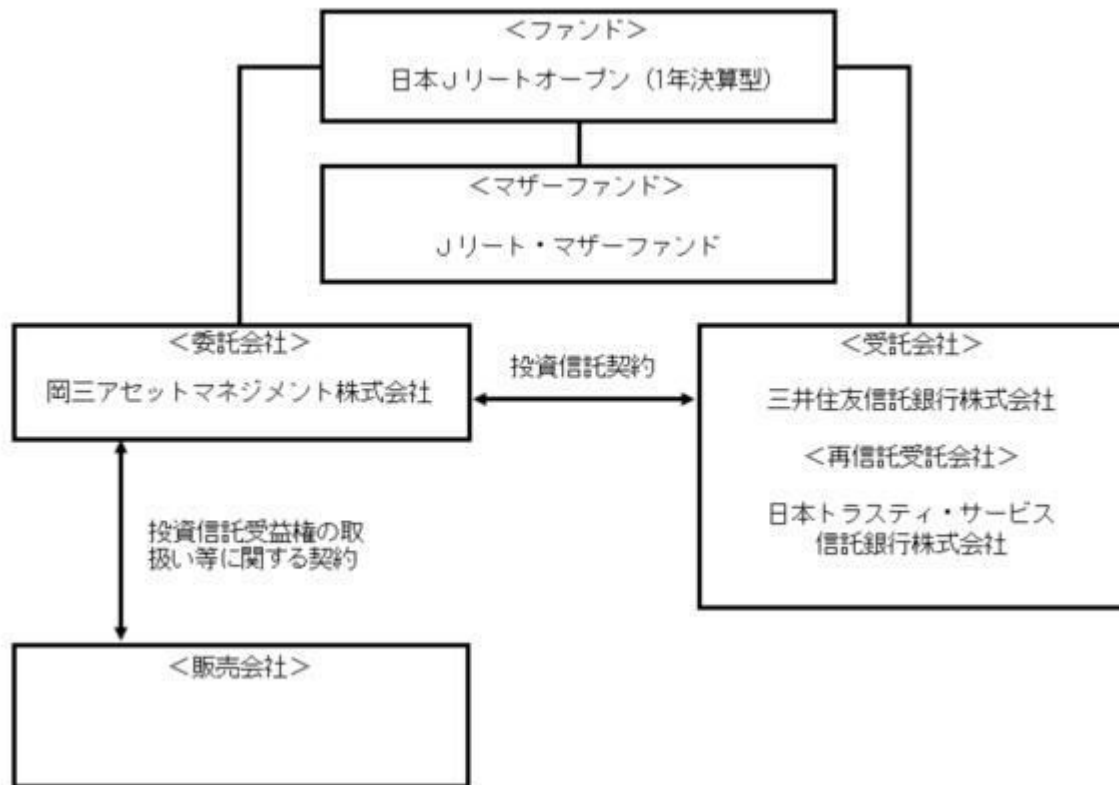 ＜ファンド＞
日本Ｊリートオープン（1年決算型）
＜マザーファンド＞
Ｊリート・マザーファンド
＜委託会社＞
岡三アセットマネジメント株式会社
投資信託契約
＜受託会社＞
三井住友信託銀行株式会社
＜再信託受託会社＞
日本トラスティ・サービス
信託銀行株式会社
投資信託受益権の取
扱い等に関する契約
＜販売会社＞